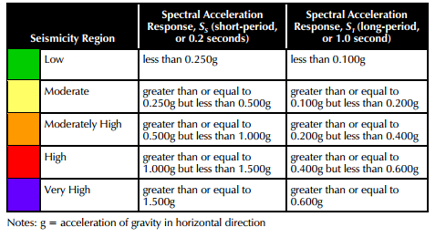 Seismicity Region
Spectral Acceleration
Response, Ss (short-period,
or 0.2 seconds)
Spectral Acceleration
Response, S1 (long-period,
or 1.0 second)
Low
less than 0.250g
less than 0.100g
Moderate
greater than or equal to
0.250g but less than 0.500g
greater than or equal to
0.100g but less than 0.200g
Moderately High
greater than or equal to
0.500g but less than 1.000g
greater than or equal to
0.200g but less than 0.400g
High
greater than or equal to
1.000g but less than 1.500g
greater than or equal to
0.400g but less than 0.600g
Very High
greater than or equal to
1.500g
greater than or equal to
0.600g
Notes: g = acceleration of gravity in horizontal direction